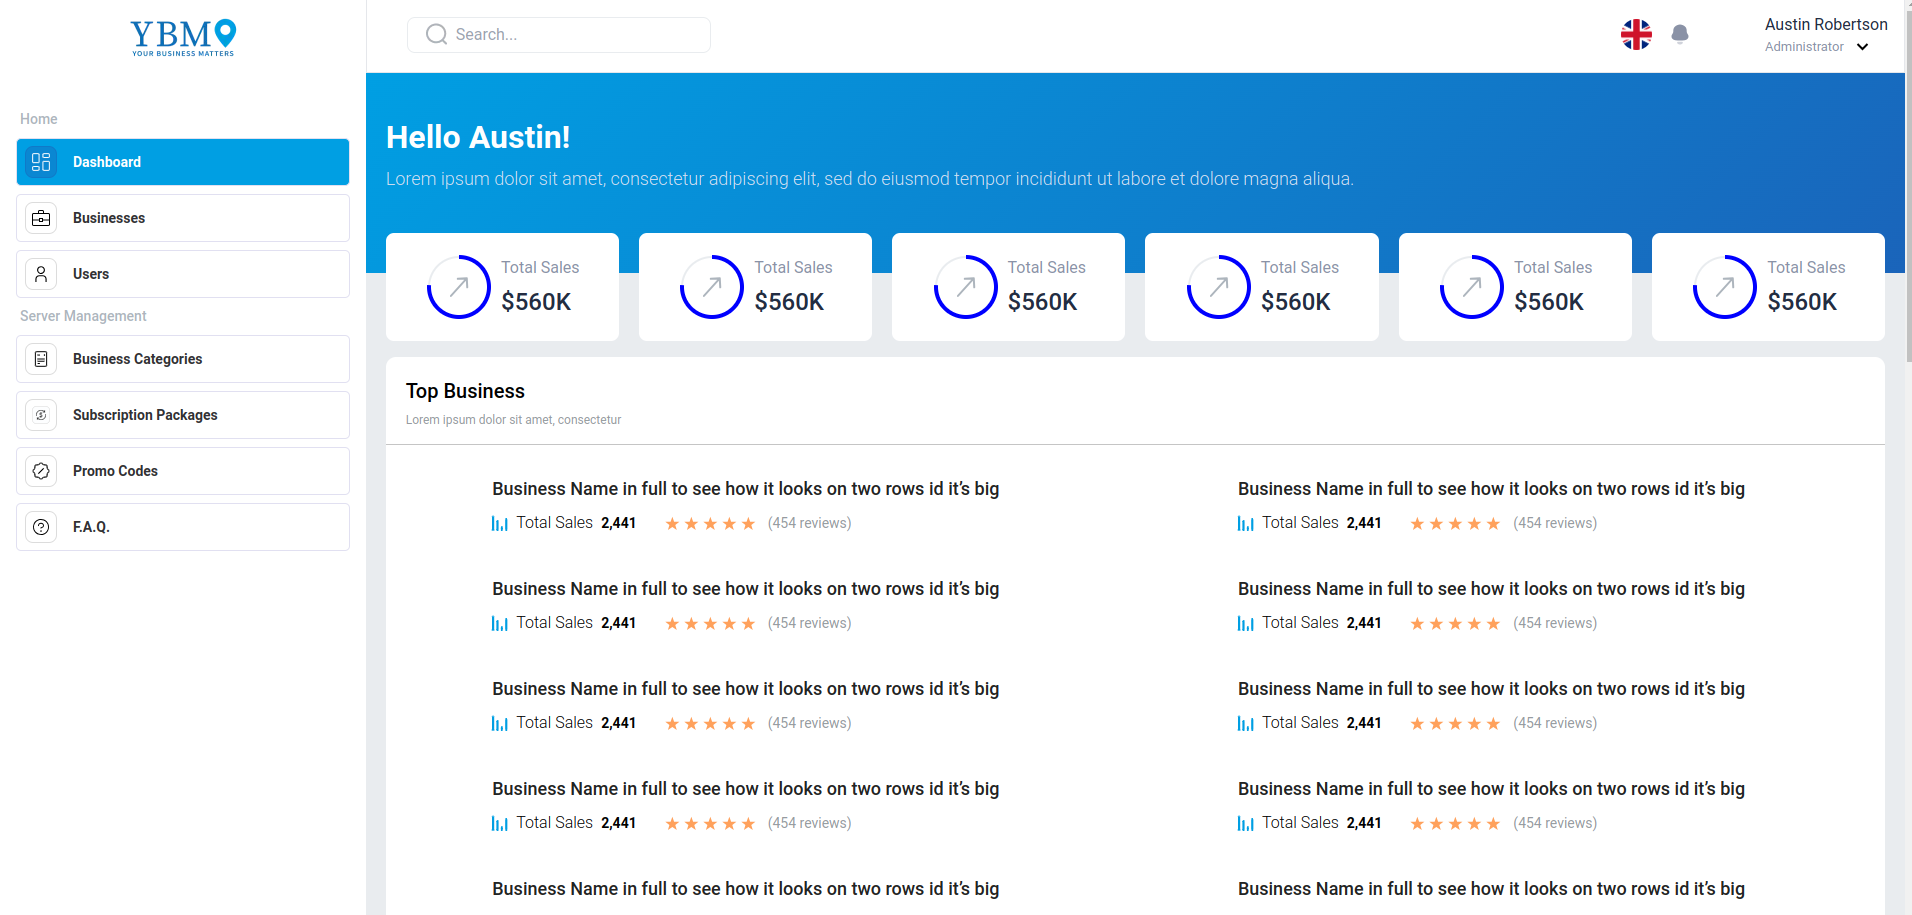 YBM
YOUR BUSINESS MATTERS
Search...
Austin Robertson
Administrator
Home
Dashboard
Businesses
Users
Server Management
Business Categories
Subscription Packages
Promo Codes
F.A.Q.
Hello Austin!
Lorem ipsum dolor sit amet, consectetur adipiscing elit, sed do eiusmod tempor incididunt ut labore et dolore magna aliqua.
Total Sales
$560K
Total Sales
$560K
Total Sales
$560K
Total Sales
$560K
Total Sales
$560K
Total Sales
$560K
Top Business
Lorem ipsum dolor sit amet, consectetur
Business Name in full to see how it looks on two rows id it’s big
Total Sales 2,441 (454 reviews)
Business Name in full to see how it looks on two rows id it’s big
Total Sales 2,441 (454 reviews)
Business Name in full to see how it looks on two rows id it’s big
Total Sales 2,441 (454 reviews)
Business Name in full to see how it looks on two rows id it’s big
Total Sales 2,441 (454 reviews)
Business Name in full to see how it looks on two rows id it’s big
Total Sales 2,441 (454 reviews)
Business Name in full to see how it looks on two rows id it’s big
Total Sales 2,441 (454 reviews)
Business Name in full to see how it looks on two rows id it’s big
Total Sales 2,441 (454 reviews)
Business Name in full to see how it looks on two rows id it’s big
Total Sales 2,441 (454 reviews)
Business Name in full to see how it looks on two rows id it’s big
Business Name in full to see how it looks on two rows id it’s big